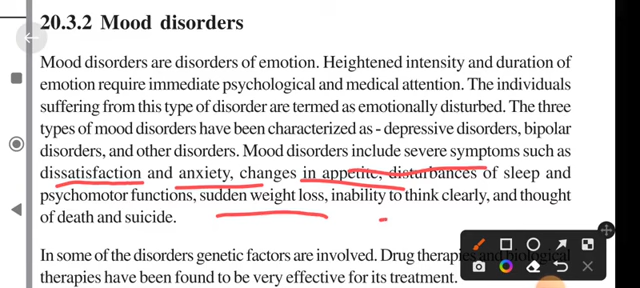 20.3.2 Mood disorders
Mood disorders are disorders of emotion. Heightened intensity and duration of
emotion require immediate psychological and medical attention. The individuals
suffering from this type of disorder are termed as emotionally disturbed. The three
types of mood disorders have been characterized as - depressive disorders, bipolar
disorders, and other disorders. Mood disorders include severe symptoms such as
dissatisfaction and anxiety, changes in appetite, disturbances of sleep and
psychomotor functions, sudden weight loss, inability to think clearly, and thought
of death and suicide.
In some of the disorders genetic factors are involved. Drug therapies and biological
therapies have been found to be very effective for its treatment.